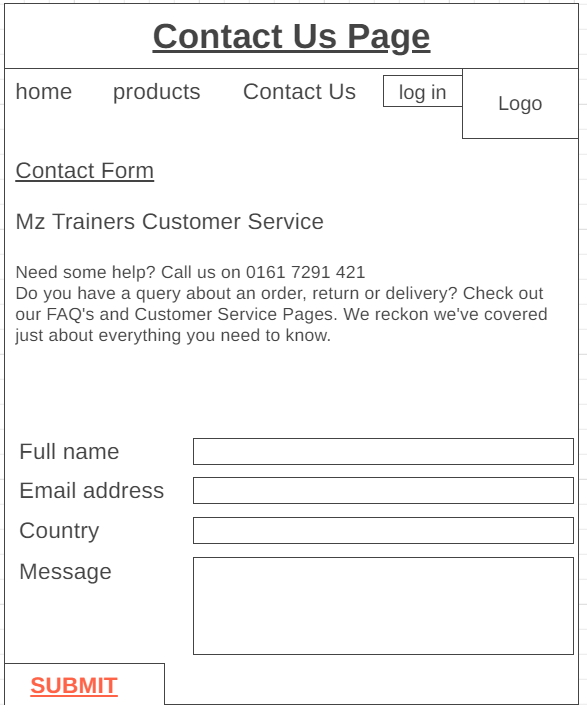 Contact Us Page
home products Contact Us log in Logo
Contact Form
Mz Trainers Customer Service
Need some help? Call us on 0161 7291 421
Do you have a query about an order, return or delivery? Check out
our FAQ's and Customer Service Pages. We reckon we've covered
just about everything you need to know.
Full name
Email address
Country
Message
SUBMIT